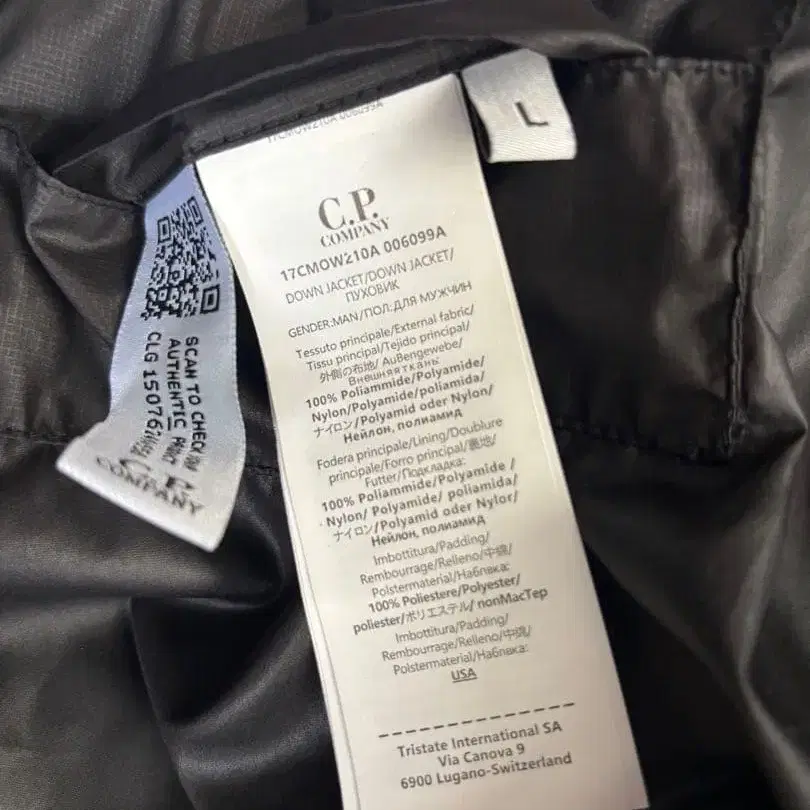 17CMOW210A 006099A
L
C.P.
COMPANY
17CMOW210A 006099A
DOWN JACKET/DOWN JACKET/
ПУХОВИК
GENDER:MAN/ПОЛ:ДЛЯ МУЖЧИН
Tessuto principale/External fabric/
Tissu principal/Tejido principal/
外側の布地/ AuBengewebe/
Внешняяткань:
100% Poliammide/Polyamide/
Nylon/Polyamide/poliamida/
ナイロン/Polyamid oder Nylon/
Нейлон, полиамид
Fodera principale/Lining/Doublure
principale/Forro principal/裏地/
Futter/Подкладка:
100% Poliammide/Polyamide /
Nylon/ Polyamide/ poliamida/
ナイロン/Polyamid oder Nylor/
Нейлон, полиамид
Imbottitura/Padding/
Rembourrage/Relleno/中綿/
Polstermaterial/Набивка:
100% Poliestere/Polyester/
poliester/ポリエステル/ nonMacTep
Imbottitura/Padding/
Rembourrage/Relleno/中綿/
Polstermaterial/Набивка:
USA
Tristate International SA
Via Canova 9
6900 Lugano-Switzerland
SCAN TO CHECK
AUTHENTIC
CLG 15076
C.P.
COMPANY